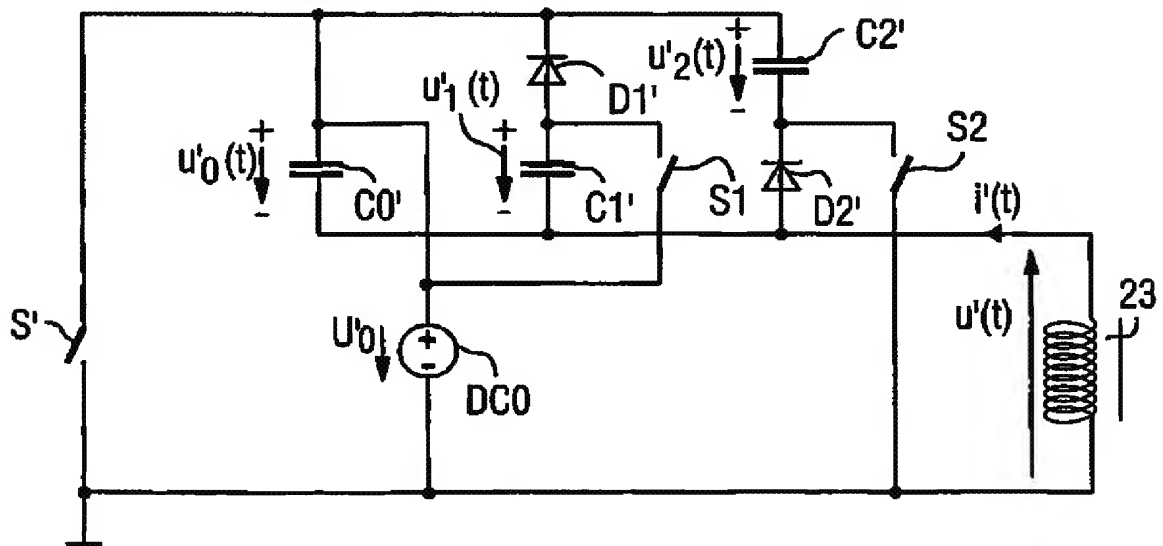 +
u'2(t)
-
C2'
D1'
u'1(t)
+
-
+
u'0(t)
-
C0'
C1'
S1
D2'
S2
i'(t)
S'
U'0
+
-
DC0
u'(t)
23